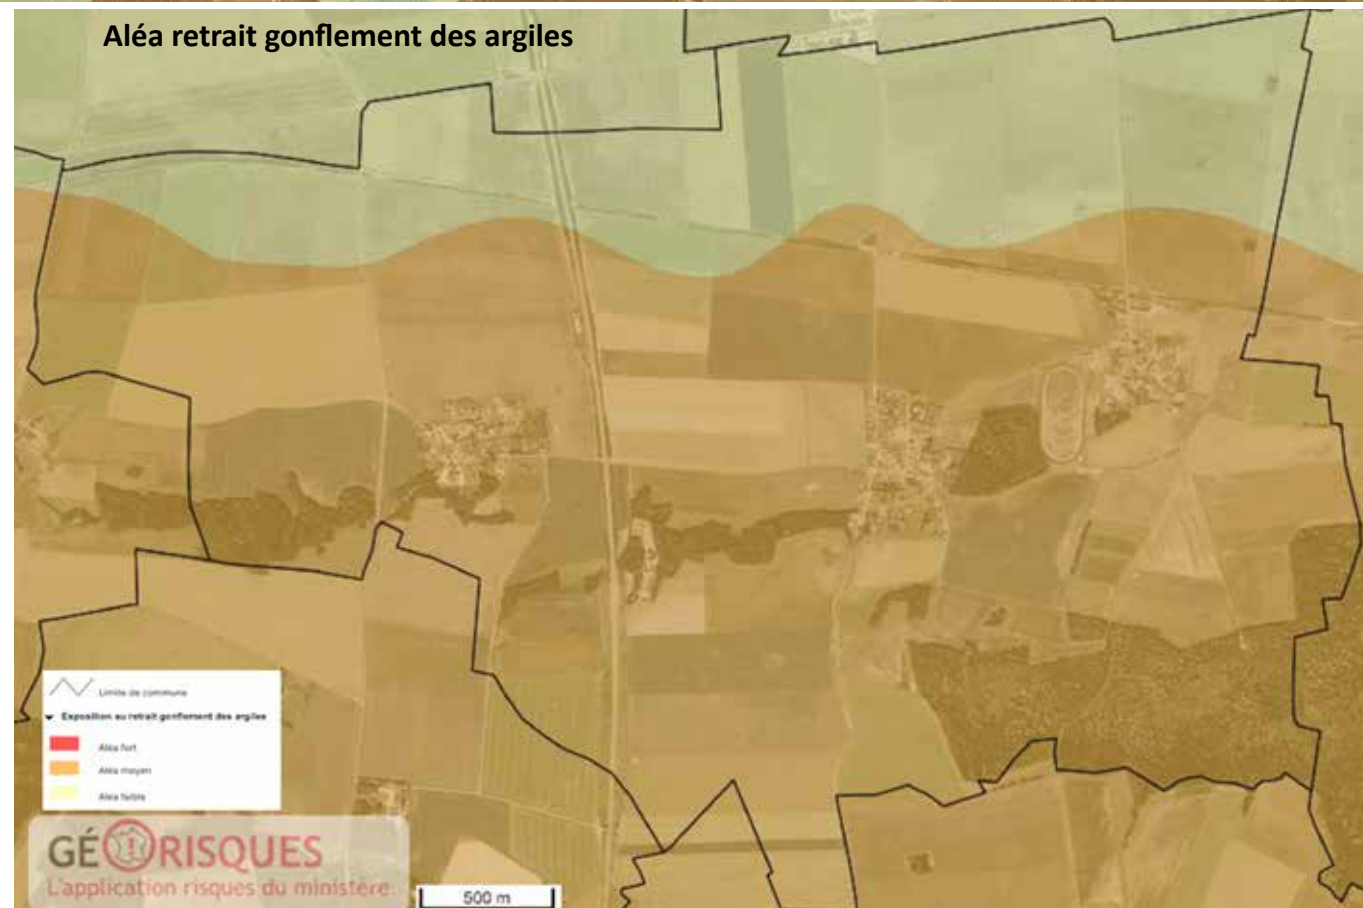 Aléa retrait gonflement des argiles
Limite de commune
Exposition au retrait gonflement des argiles
Aléa fort
Aléa moyen
Aléa faible
GÉORISQUES
L'application risques du ministère
500 m